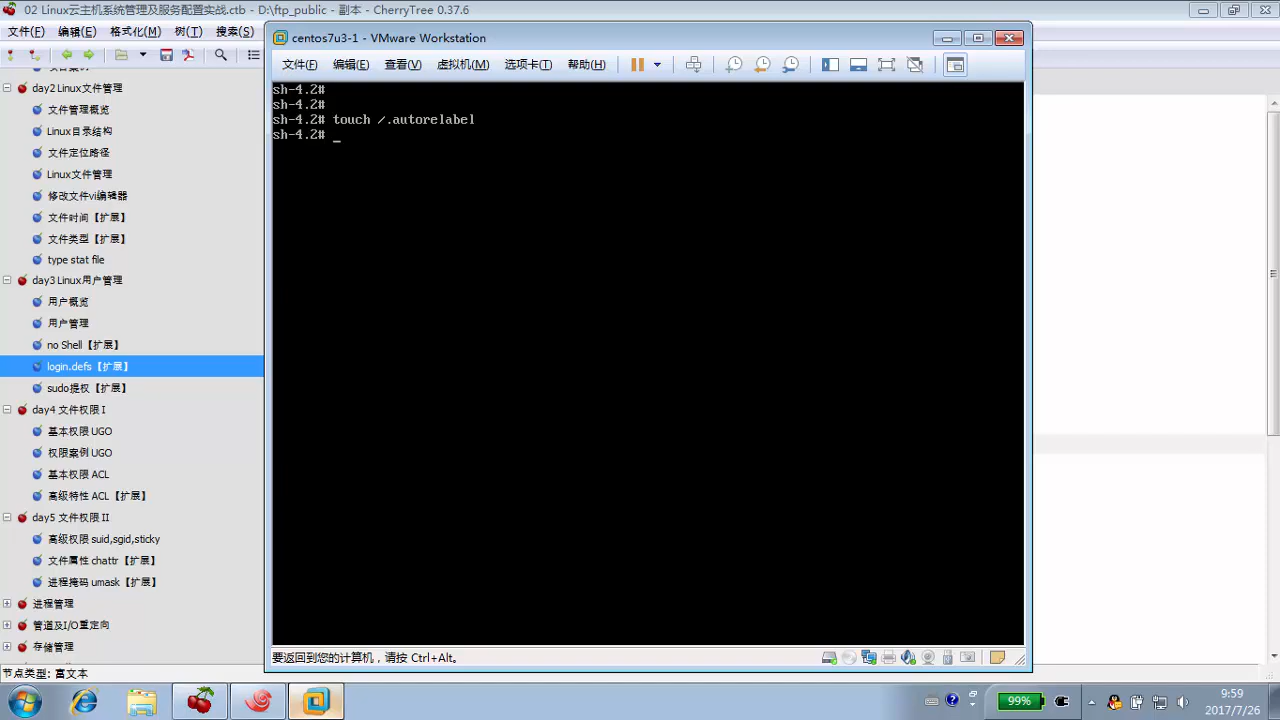 02 Linux云主机系统管理及服务配置实战.ctb - D:\ftp_public - 副本 - CherryTree 0.37.6
文件(F) 编辑(E) 格式化(M) 树(T) 搜索(S)
day2 Linux文件管理
文件管理概览
Linux目录结构
文件定位路径
Linux文件管理
修改文件vi编辑器
文件时间【扩展】
文件类型【扩展】
type stat file
day3 Linux用户管理
用户概览
用户管理
no Shell【扩展】
login.defs【扩展】
sudo提权【扩展】
day4 文件权限 I
基本权限 UGO
权限案例 UGO
基本权限 ACL
高级特性 ACL【扩展】
day5 文件权限 II
高级权限 suid,sgid,sticky
文件属性 chattr【扩展】
进程掩码 umask【扩展】
进程管理
管道及I/O重定向
存储管理
节点类型: 富文本
centos7u3-1 - VMware Workstation
文件(F) 编辑(E) 查看(V) 虚拟机(M) 选项卡(T) 帮助(H)
sh-4.2#
sh-4.2#
sh-4.2# touch /.autorelabel
sh-4.2# _
要返回到您的计算机，请按 Ctrl+Alt。
99%
9:59
2017/7/26